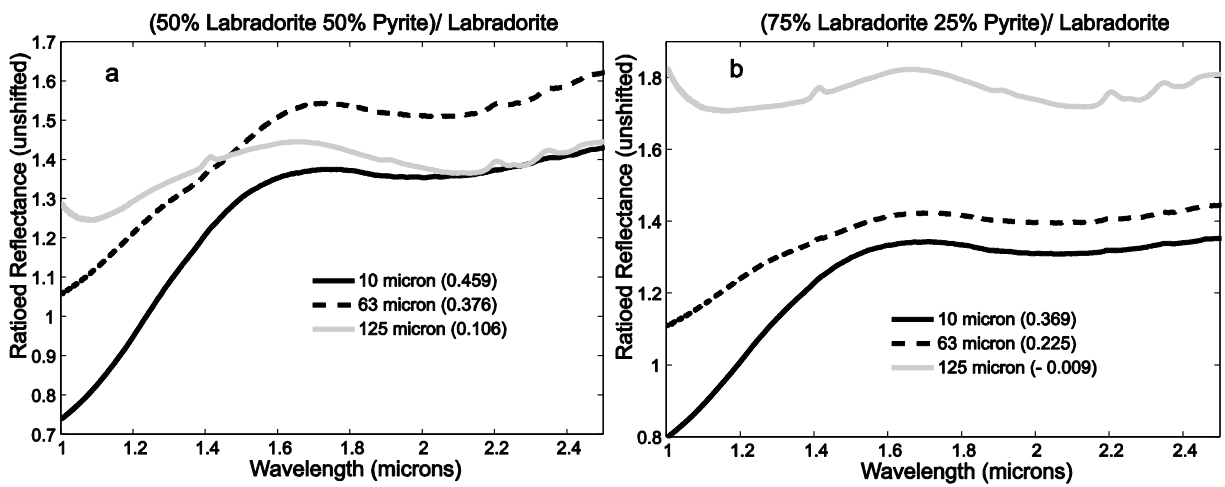 (50% Labradorite 50% Pyrite)/ Labradorite
a
1.7
1.6
1.5
1.4
1.3
1.2
1.1
1
0.9
0.8
0.7
Ratioed Reflectance (unshifted)
10 micron (0.459)
63 micron (0.376)
125 micron (0.106)
1 1.2 1.4 1.6 1.8 2 2.2 2.4
Wavelength (microns)
(75% Labradorite 25% Pyrite)/ Labradorite
b
1.8
1.6
1.4
1.2
1
0.8
Ratioed Reflectance (unshifted)
10 micron (0.369)
63 micron (0.225)
125 micron (- 0.009)
1 1.2 1.4 1.6 1.8 2 2.2 2.4
Wavelength (microns)